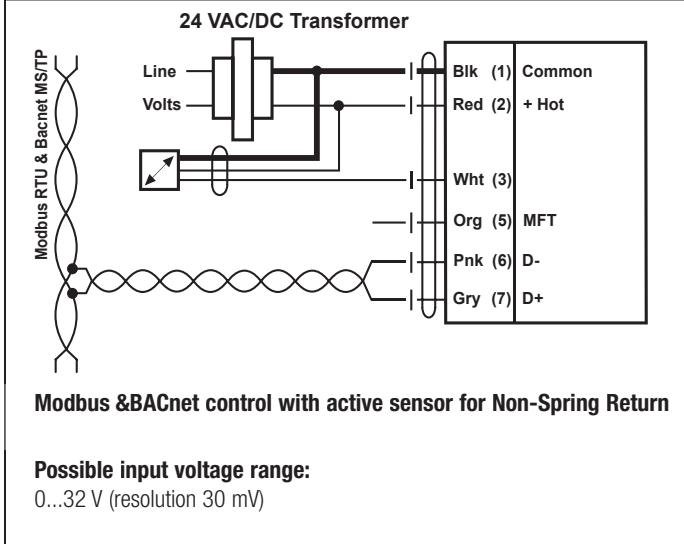 24 VAC/DC Transformer
Line
Volts
Blk (1) Common
Red (2) + Hot
Wht (3)
Org (5) MFT
Pnk (6) D-
Gry (7) D+
Modbus RTU & Bacnet MS/TP
Modbus &BACnet control with active sensor for Non-Spring Return
Possible input voltage range:
0...32 V (resolution 30 mV)